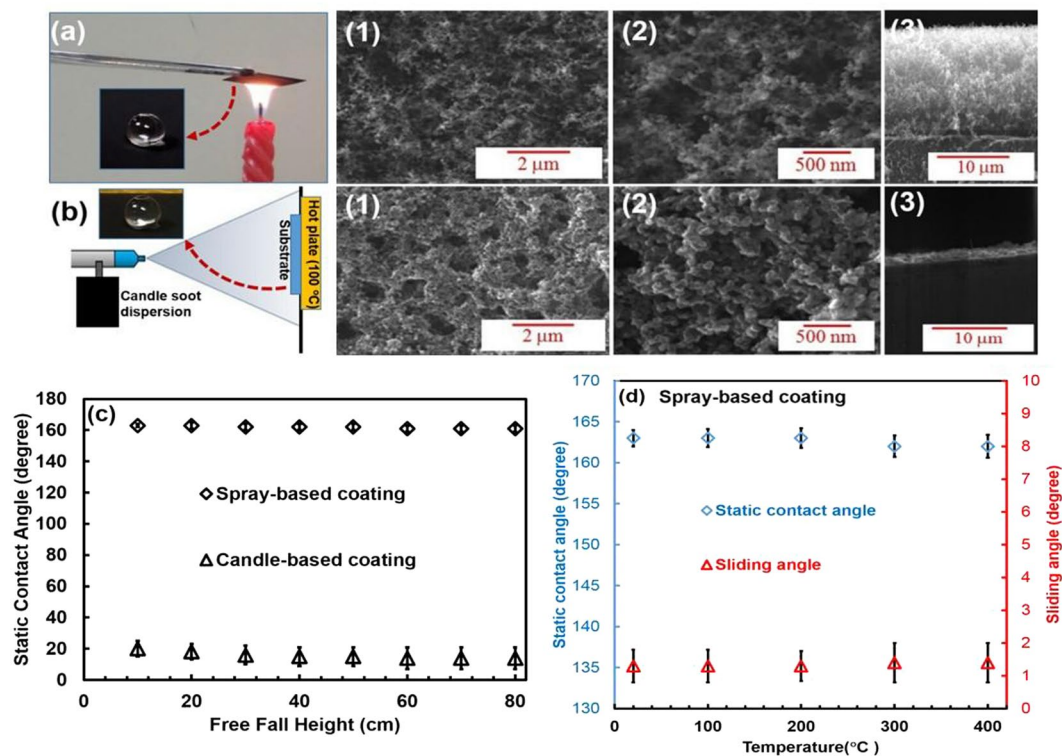 (a)
(1)
(2)
(3)
2 μm
500 nm
10 μm
(b)
Candle soot
dispersion
Substrate
Hot plate (100 °C)
(1)
(2)
(3)
2 μm
500 nm
10 μm
(c)
Static Contact Angle (degree)
180
160
140
120
100
80
60
40
20
0
Spray-based coating
Candle-based coating
0 10 20 30 40 50 60 70 80
Free Fall Height (cm)
(d) Spray-based coating
Static contact angle (degree)
170
165
160
155
150
145
140
135
130
Static contact angle
Sliding angle
0 100 200 300 400
Temperature(°C )
10
9
8
7
6
5
4
3
2
1
0
Sliding angle (degree)